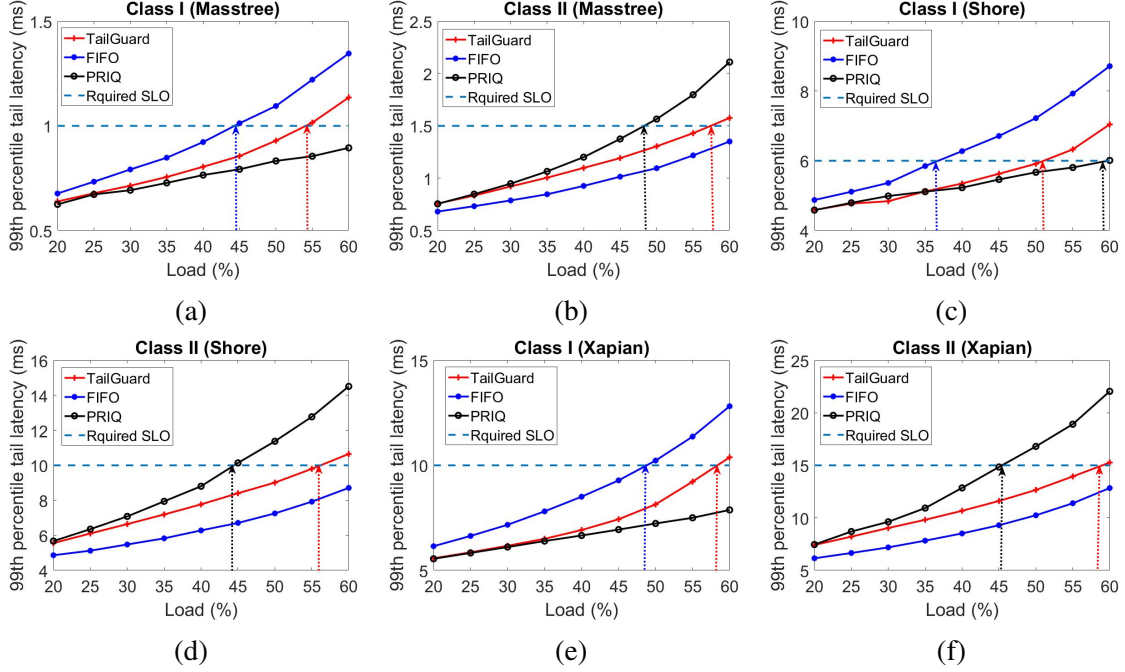 Class I (Masstree)
99th percentile tail latency (ms)
1.5
1
0.5
TailGuard
FIFO
PRIQ
Rquired SLO
20 25 30 35 40 45 50 55 60
Load (%)
(a)
Class II (Masstree)
99th percentile tail latency (ms)
2.5
2
1.5
1
0.5
TailGuard
FIFO
PRIQ
Rquired SLO
20 25 30 35 40 45 50 55 60
Load (%)
(b)
Class I (Shore)
99th percentile tail latency (ms)
10
8
6
4
TailGuard
FIFO
PRIQ
Rquired SLO
20 25 30 35 40 45 50 55 60
Load (%)
(c)
Class II (Shore)
99th percentile tail latency (ms)
16
14
12
10
8
6
4
TailGuard
FIFO
PRIQ
Rquired SLO
20 25 30 35 40 45 50 55 60
Load (%)
(d)
Class I (Xapian)
99th percentile tail latency (ms)
15
10
5
TailGuard
FIFO
PRIQ
Rquired SLO
20 25 30 35 40 45 50 55 60
Load (%)
(e)
Class II (Xapian)
99th percentile tail latency (ms)
25
20
15
10
5
TailGuard
FIFO
PRIQ
Rquired SLO
20 25 30 35 40 45 50 55 60
Load (%)
(f)